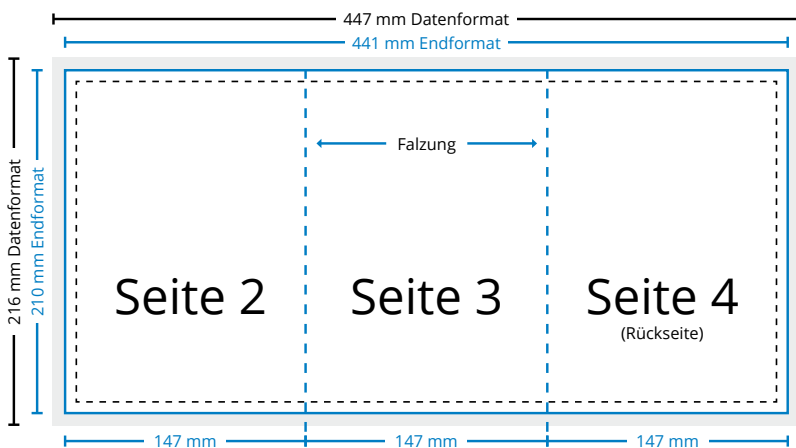 447 mm Datenformat
441 mm Endformat
216 mm Datenformat
210 mm Endformat
Falzung
Seite 2
Seite 3
Seite 4
(Rückseite)
147 mm
147 mm
147 mm